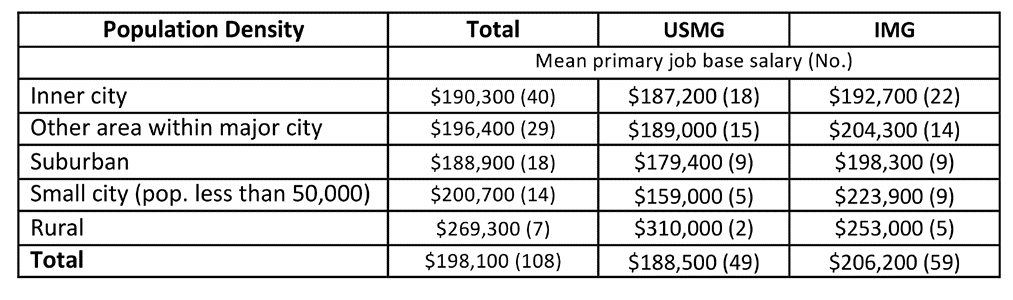 Population Density Total USMG IMG
Mean primary job base salary (No.)
Inner city $190,300 (40) $187,200 (18) $192,700 (22)
Other area within major city $196,400 (29) $189,000 (15) $204,300 (14)
Suburban $188,900 (18) $179,400 (9) $198,300 (9)
Small city (pop. less than 50,000) $200,700 (14) $159,000 (5) $223,900 (9)
Rural $269,300 (7) $310,000 (2) $253,000 (5)
Total $198,100 (108) $188,500 (49) $206,200 (59)